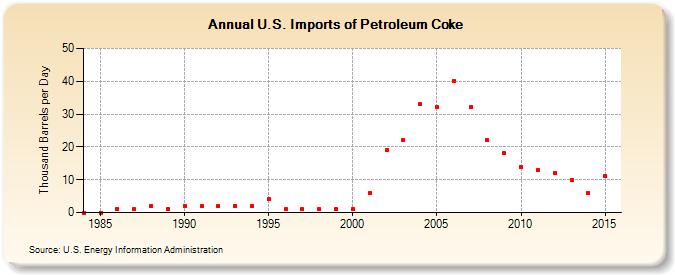 Annual U.S. Imports of Petroleum Coke
Thousand Barrels per Day
50
40
30
20
10
0
1985 1990 1995 2000 2005 2010 2015
Source: U.S. Energy Information Administration